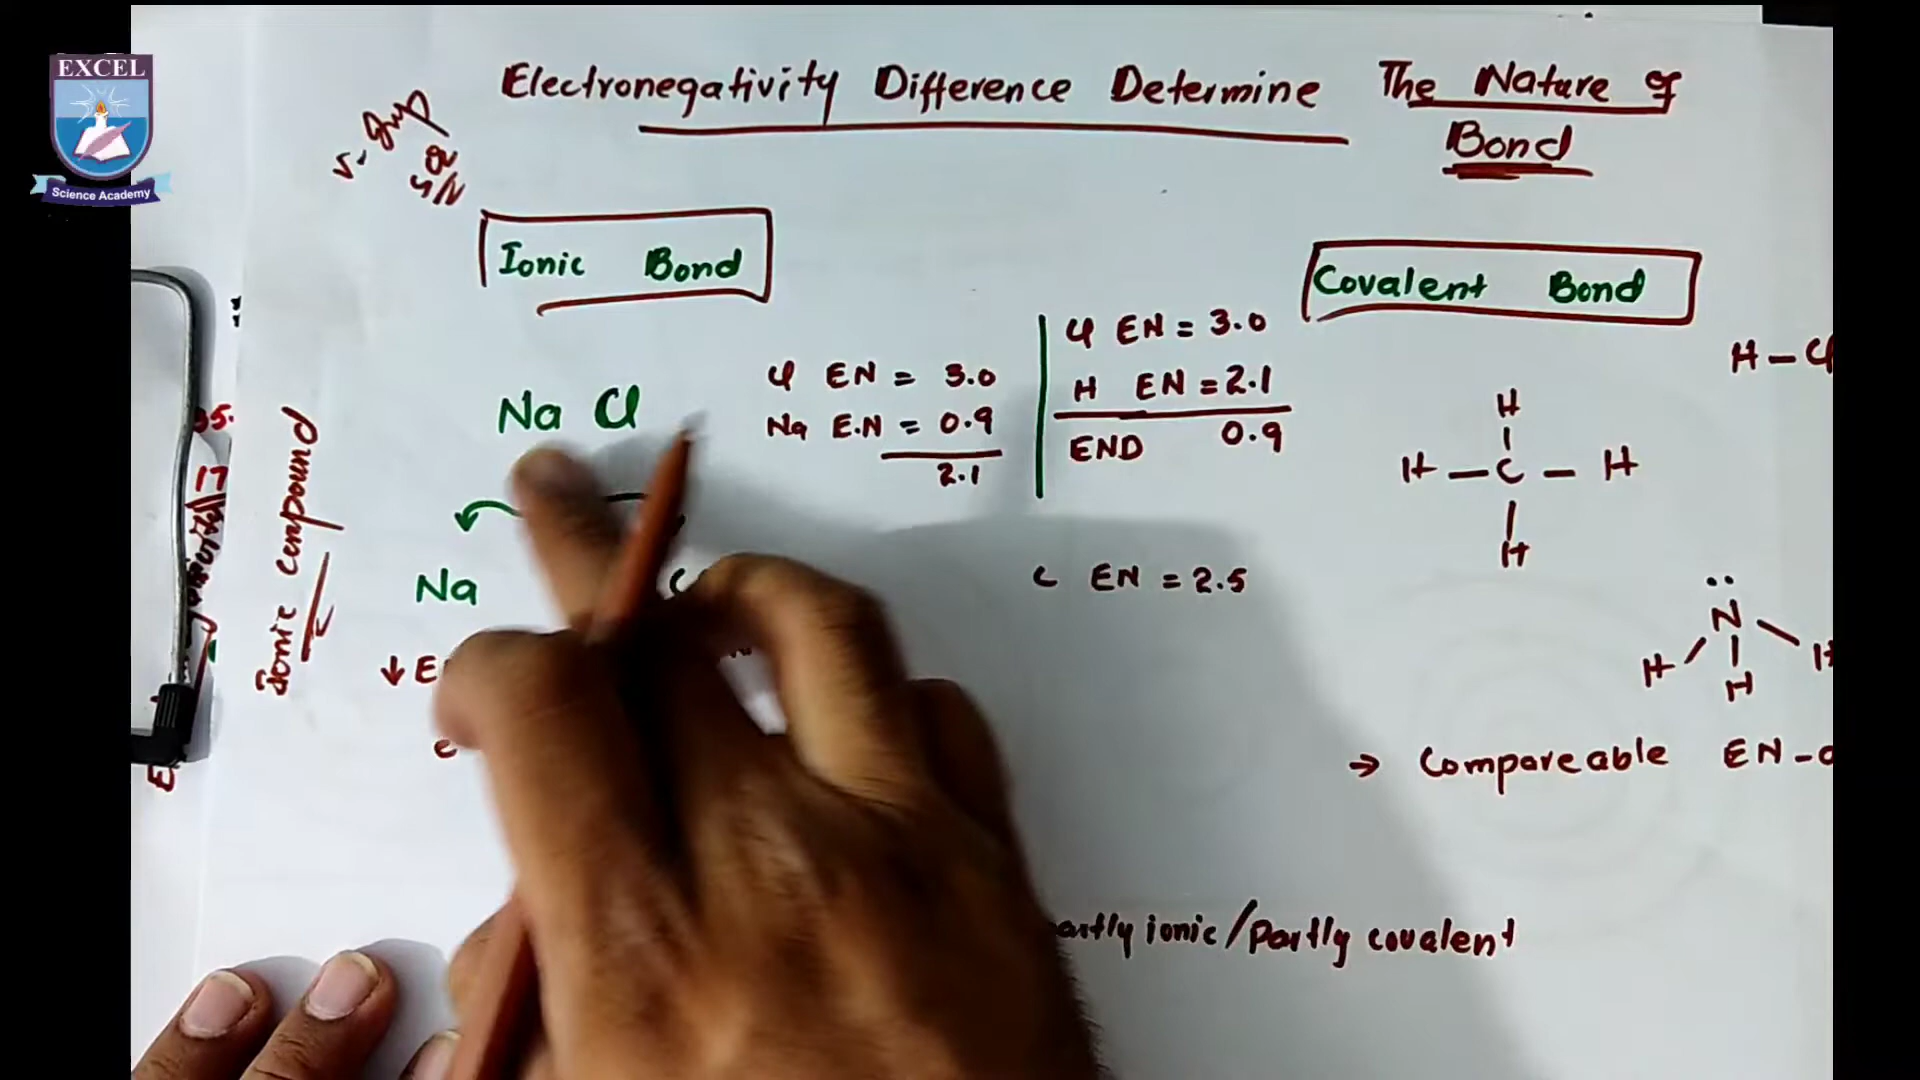 EXCEL
Science Academy
Electronegativity Difference Determine The Nature of
Bond
Ionic Bond
Covalent Bond
Na Cl
Cl EN = 3.0
Na E.N = 0.9
2.1
Cl EN = 3.0
H EN = 2.1
END 0.9
H – Cl
H
H – C – H
H
Na
C EN = 2.5
N
H H
H
Ionic compound
35.
17
→ Compareable EN -
artly ionic/Partly covalent